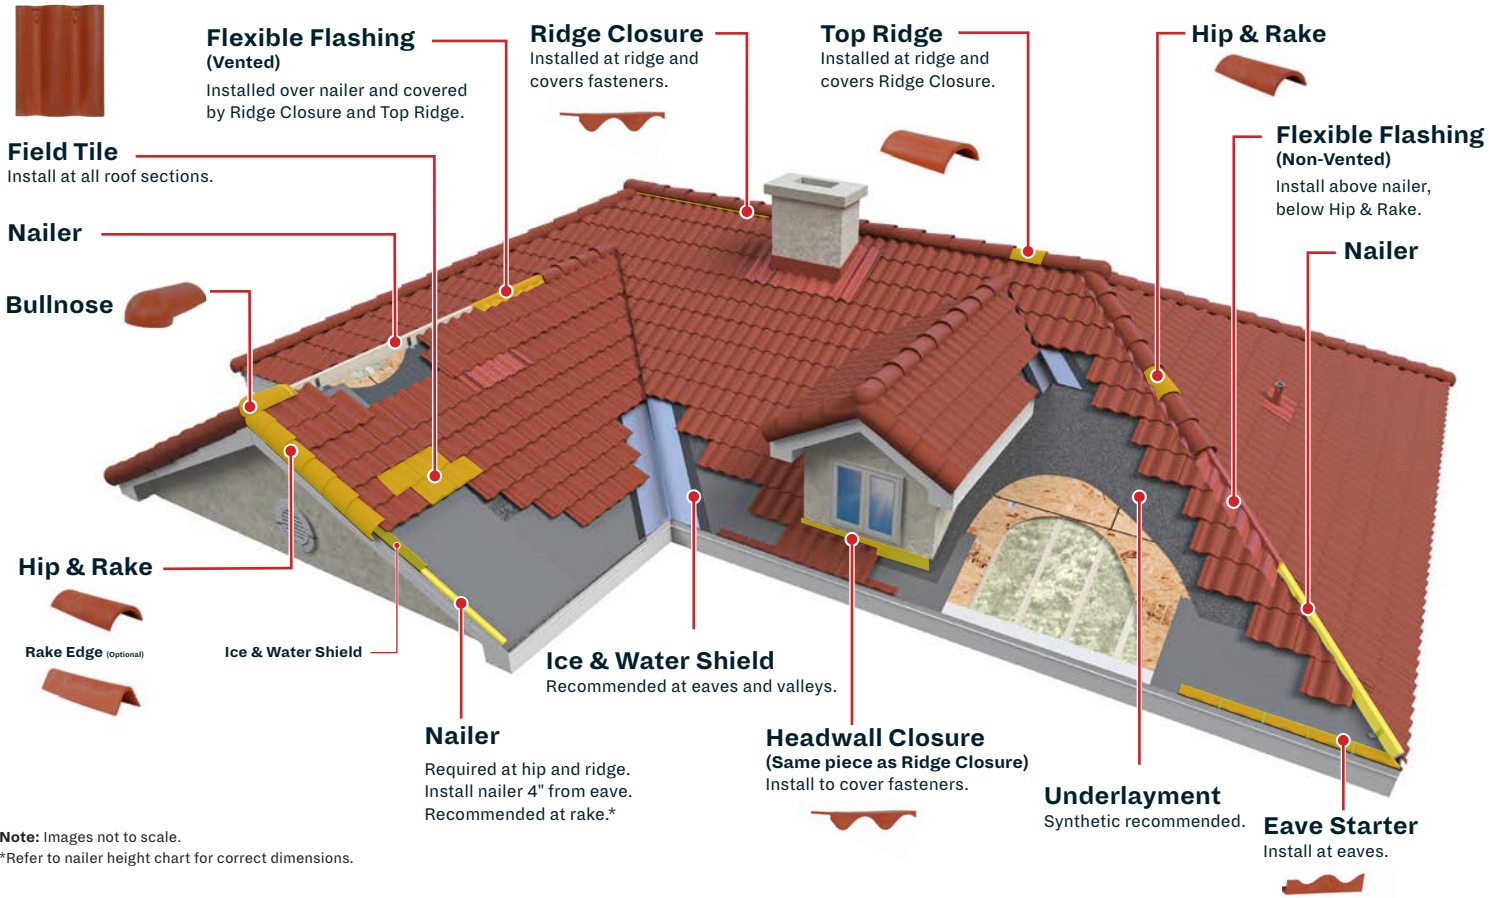 Flexible Flashing
(Vented)
Installed over nailer and covered
by Ridge Closure and Top Ridge.
Ridge Closure
Installed at ridge and
covers fasteners.
Top Ridge
Installed at ridge and
covers Ridge Closure.
Hip & Rake
Flexible Flashing
(Non-Vented)
Install above nailer,
below Hip & Rake.
Nailer
Field Tile
Install at all roof sections.
Nailer
Bullnose
Hip & Rake
Rake Edge (Optional)
Ice & Water Shield
Nailer
Required at hip and ridge.
Install nailer 4" from eave.
Recommended at rake.*
Ice & Water Shield
Recommended at eaves and valleys.
Headwall Closure
(Same piece as Ridge Closure)
Install to cover fasteners.
Underlayment
Synthetic recommended.
Eave Starter
Install at eaves.
Note: Images not to scale.
*Refer to nailer height chart for correct dimensions.